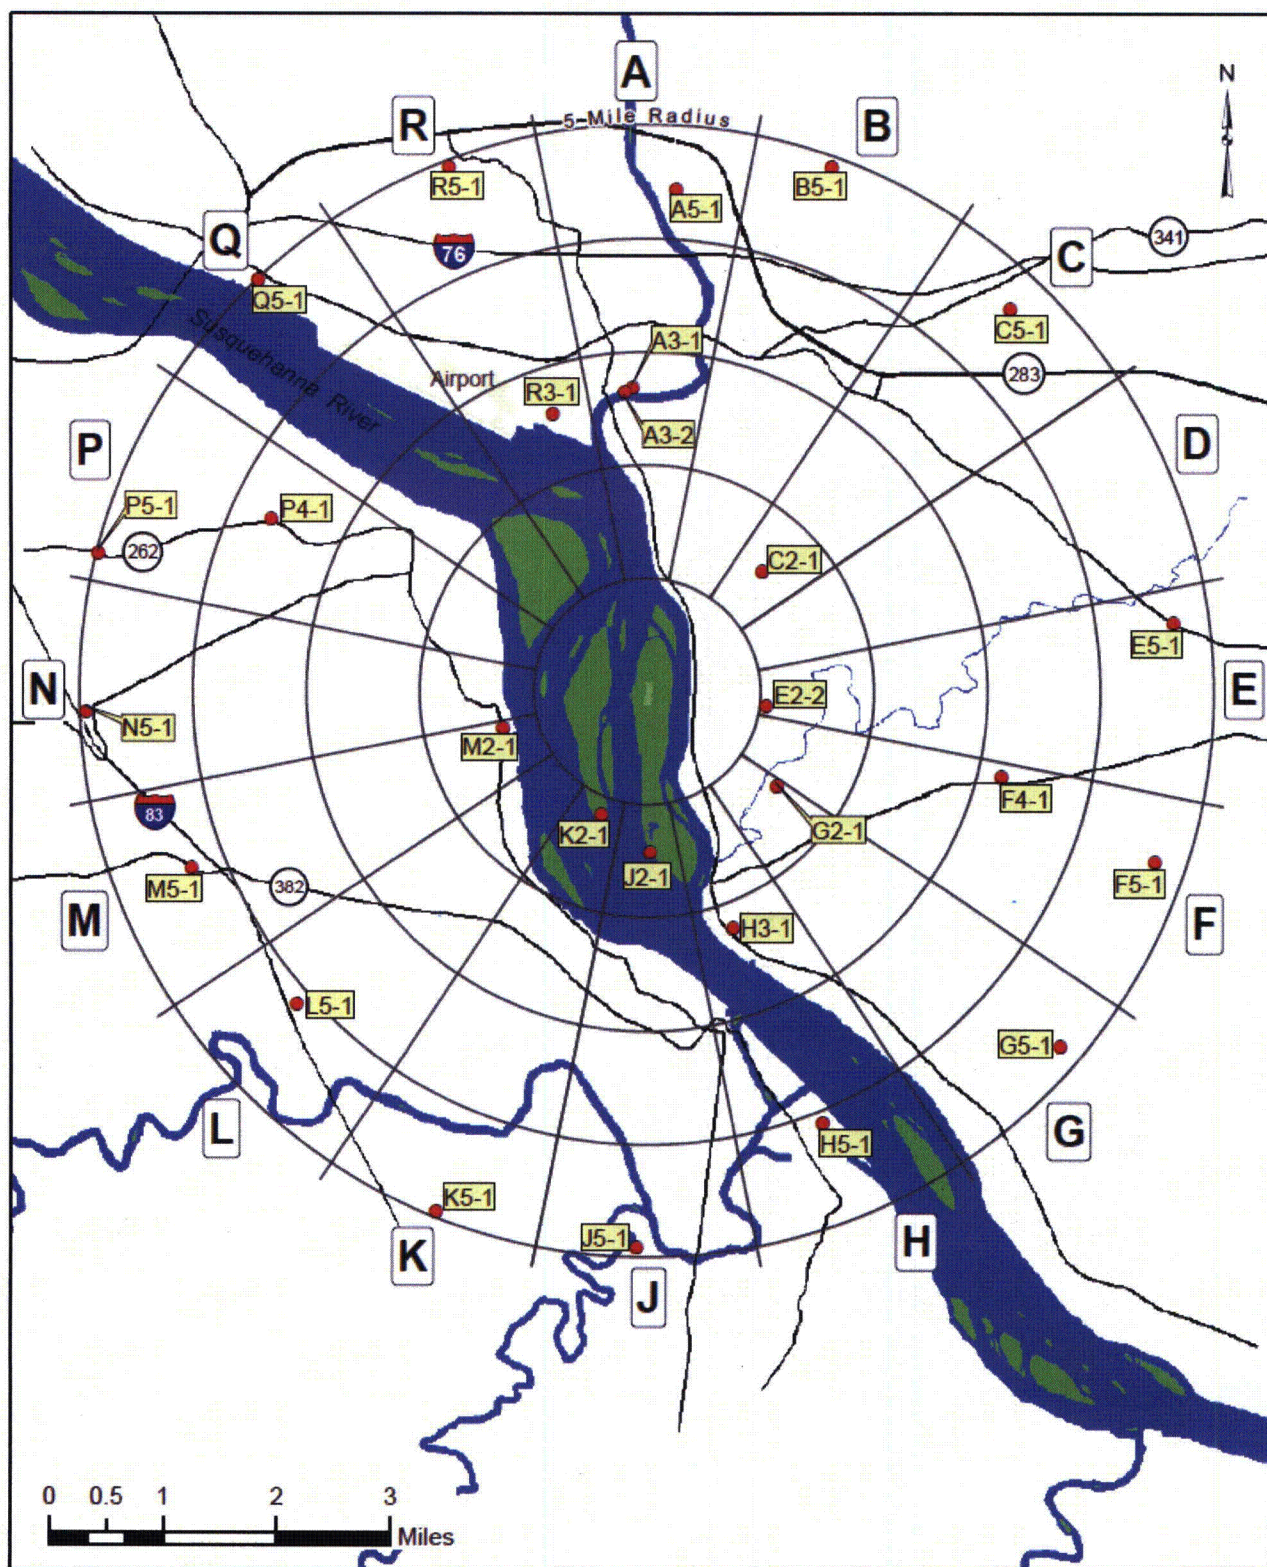 A
N
R
5 Mile Radius
B
R5-1
B5-1
A5-1
Q
76
341
C
Q5-1
Susquehanna River
C5-1
A3-1
Airport
283
R3-1
A3-2
D
P
P5-1
P4-1
262
C2-1
E5-1
N
E
E2-2
N5-1
M2-1
F4-1
83
K2-1
G2-1
J2-1
M5-1
382
F5-1
M
H3-1
F
L5-1
G5-1
L
H5-1
G
K5-1
J5-1
K
H
J
0 0.5 1 2 3
Miles